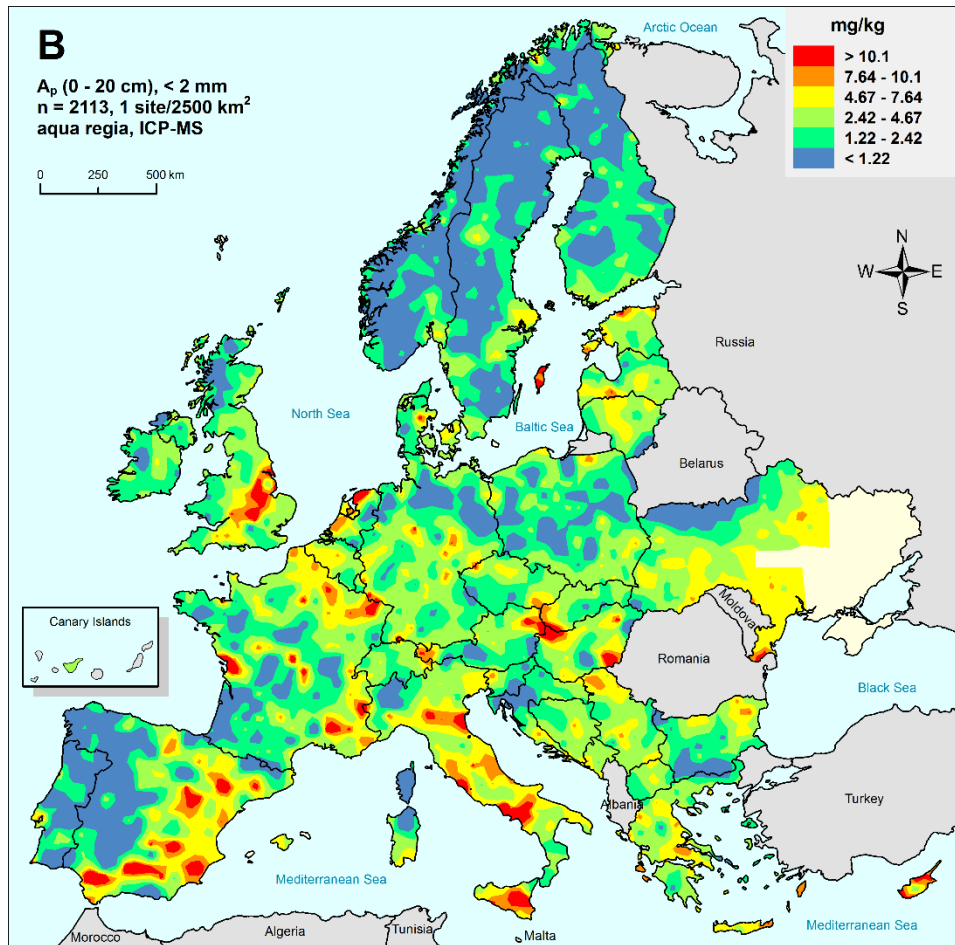 B
Ap (0 - 20 cm), < 2 mm
n = 2113, 1 site/2500 km²
aqua regia, ICP-MS
0 250 500 km
Arctic Ocean
mg/kg
> 10.1
7.64 - 10.1
4.67 - 7.64
2.42 - 4.67
1.22 - 2.42
< 1.22
N
W E
S
Russia
North Sea
Baltic Sea
Belarus
Canary Islands
Moldova
Romania
Black Sea
Albania
Turkey
Mediterranean Sea
Mediterranean Sea
Morocco
Algeria
Tunisia
Malta